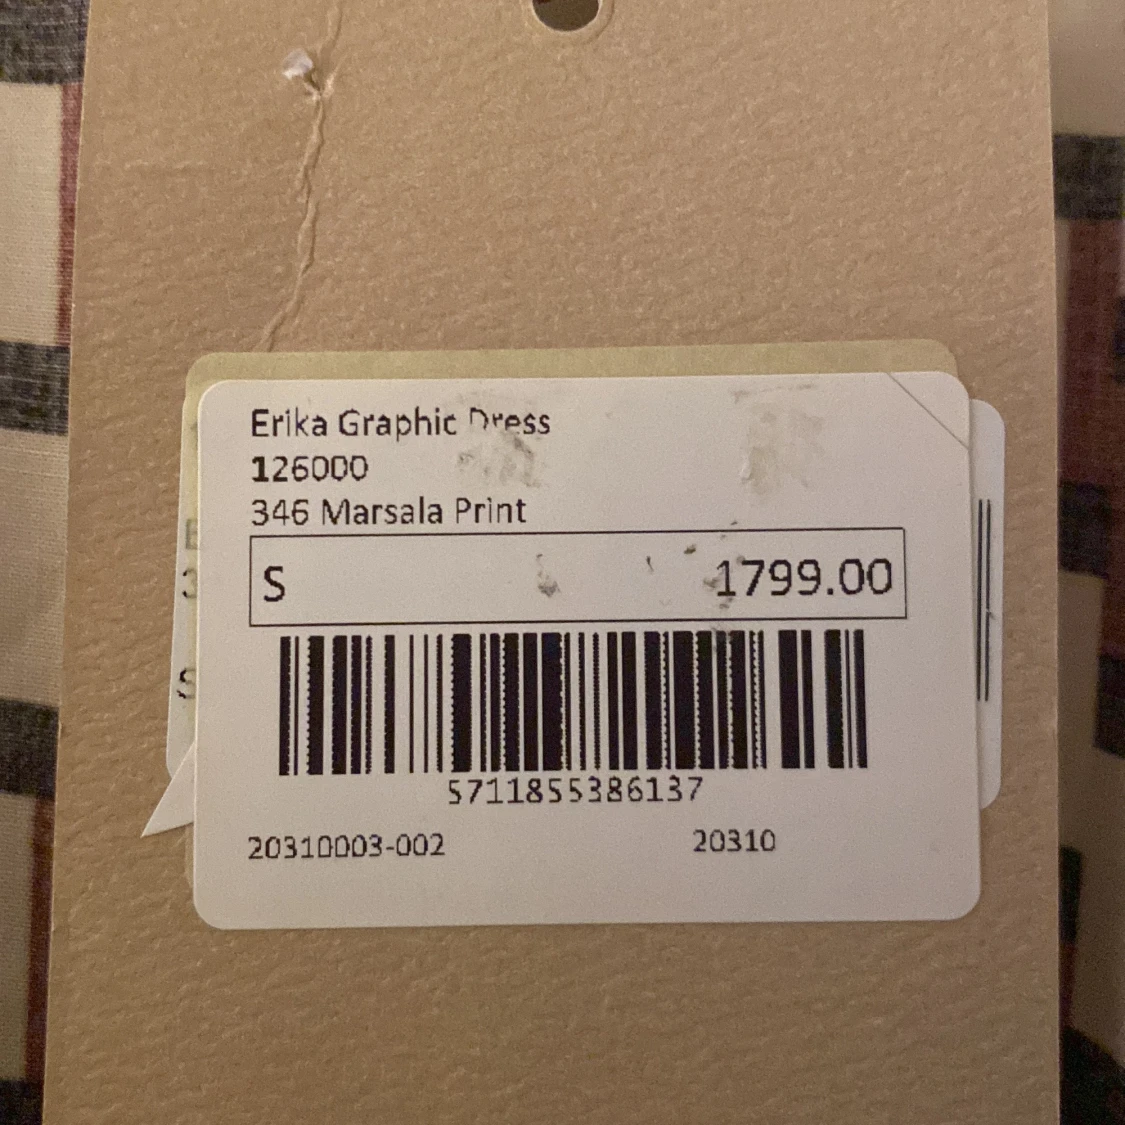 Erika Graphic Dress
126000
346 Marsala Print
S 1799.00
5711855386137
20310003-002 20310